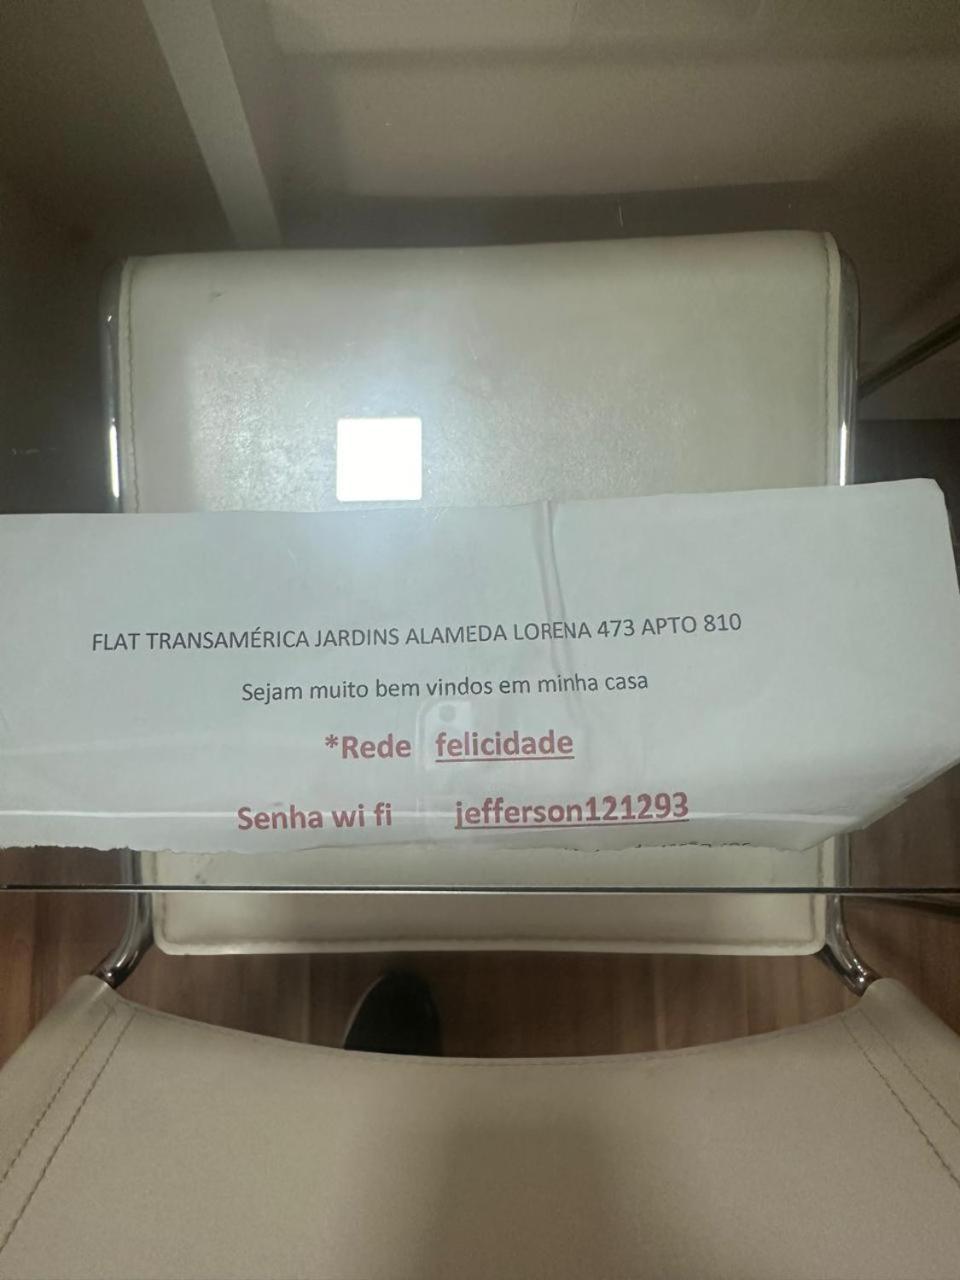 FLAT TRANSAMÉRICA JARDINS ALAMEDA LORENA 473 APTO 810
Sejam muito bem vindos em minha casa
*Rede felicidade
Senha wi fi jefferson121293